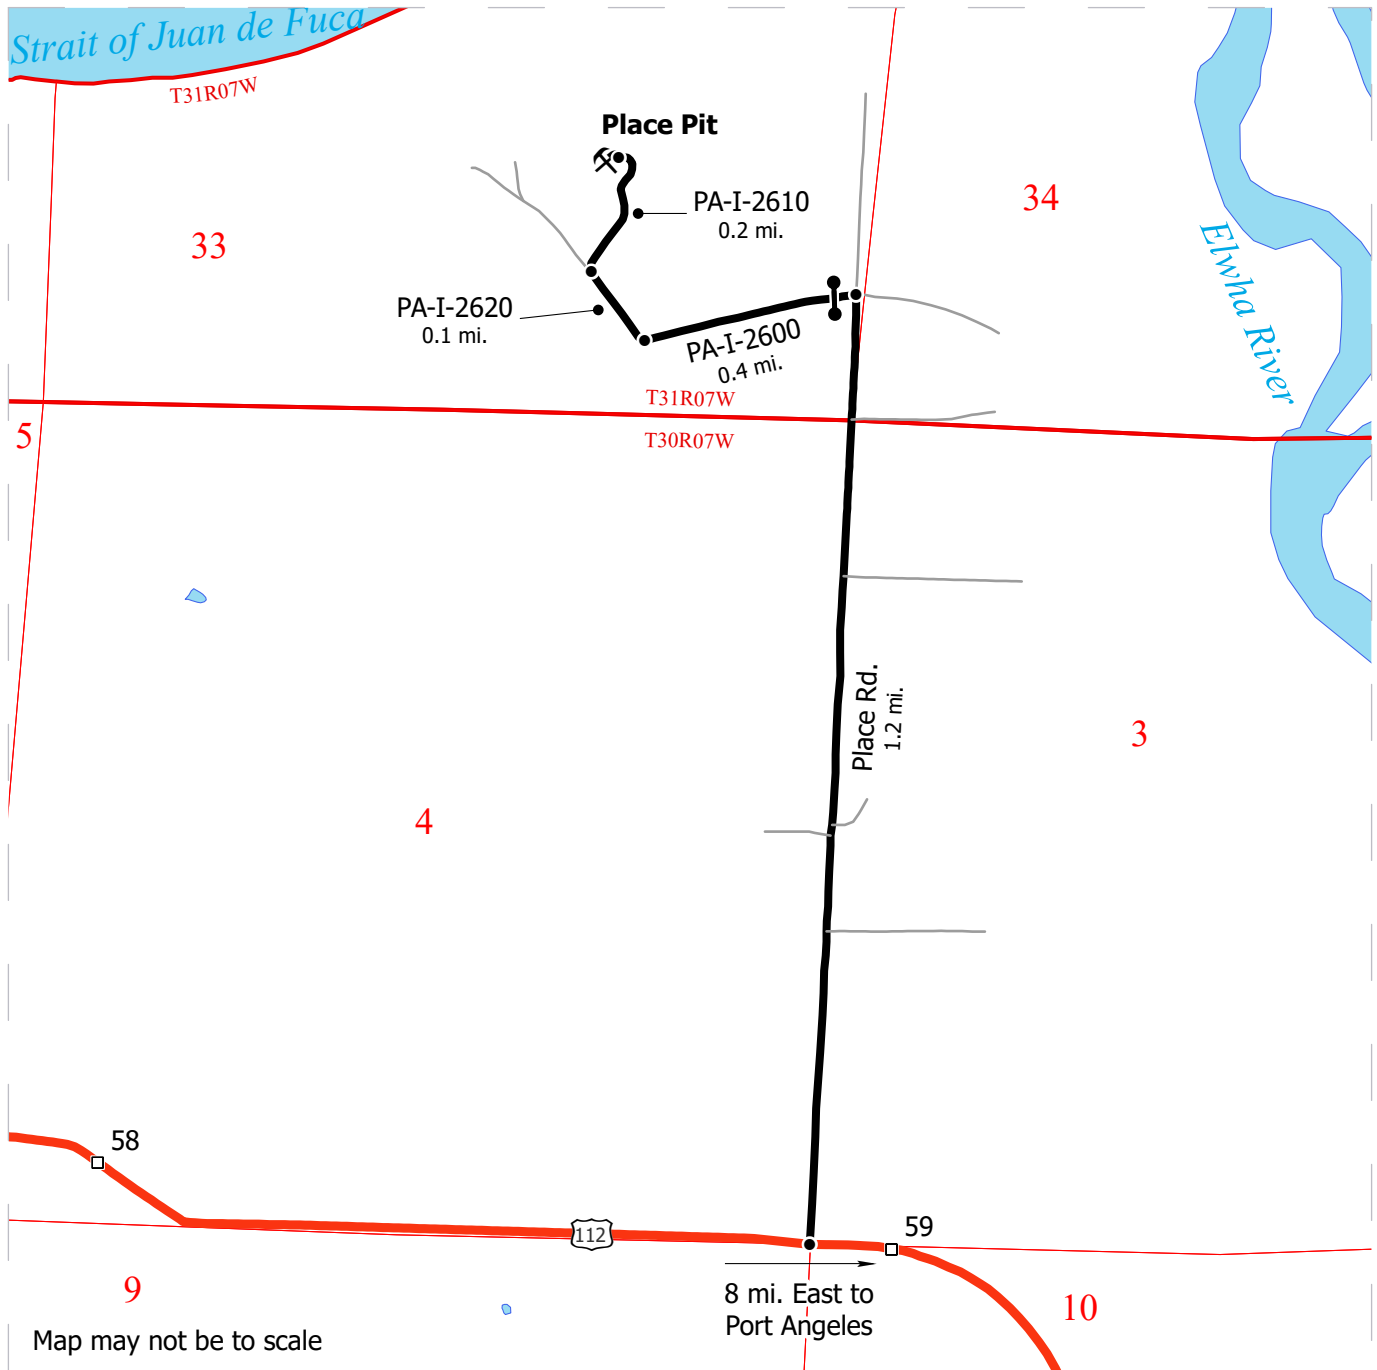 Strait of Juan de Fuca
T31R07W
Place Pit
34
PA-I-2610
0.2 mi.
33
Elwha River
PA-I-2620
0.1 mi.
PA-I-2600
0.4 mi.
T31R07W
5
T30R07W
Place Rd.
1.2 mi.
3
4
58
59
112
9
8 mi. East to
Port Angeles
10
Map may not be to scale